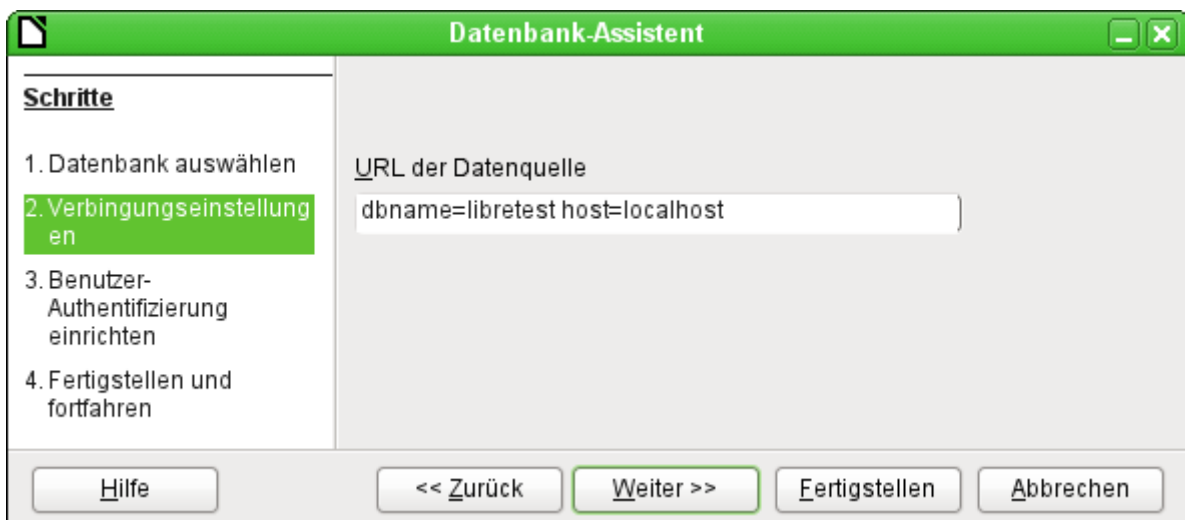 Datenbank-Assistent
Schritte
1. Datenbank auswählen
2. Verbingungseinstellung
en
3. Benutzer-
Authentifizierung
einrichten
4. Fertigstellen und
fortfahren
URL der Datenquelle
dbname=libretest host=localhost
Hilfe
<< Zurück
Weiter >>
Fertigstellen
Abbrechen